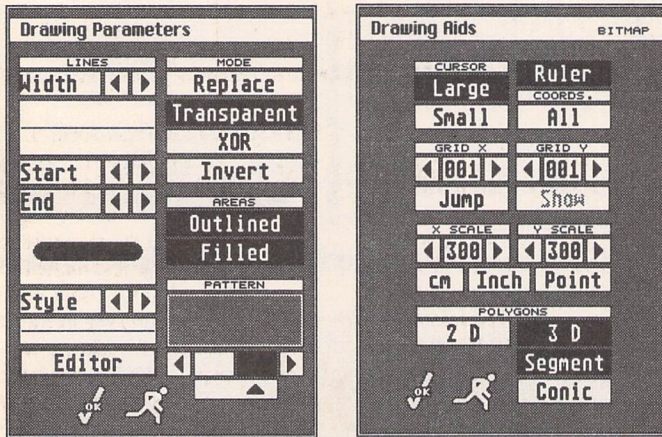 Drawing Parameters
LINES
Width
Start
End
Style
Editor
OK
MODE
Replace
Transparent
XOR
Invert
AREAS
Outlined
Filled
PATTERN
Drawing Aids BITMAP
CURSOR
Large
Small
Ruler
COORDS.
All
GRID X GRID Y
001 001
Jump Show
X SCALE Y SCALE
300 300
cm Inch Point
POLYGONS
2 D 3 D
Segment
Conic
OK